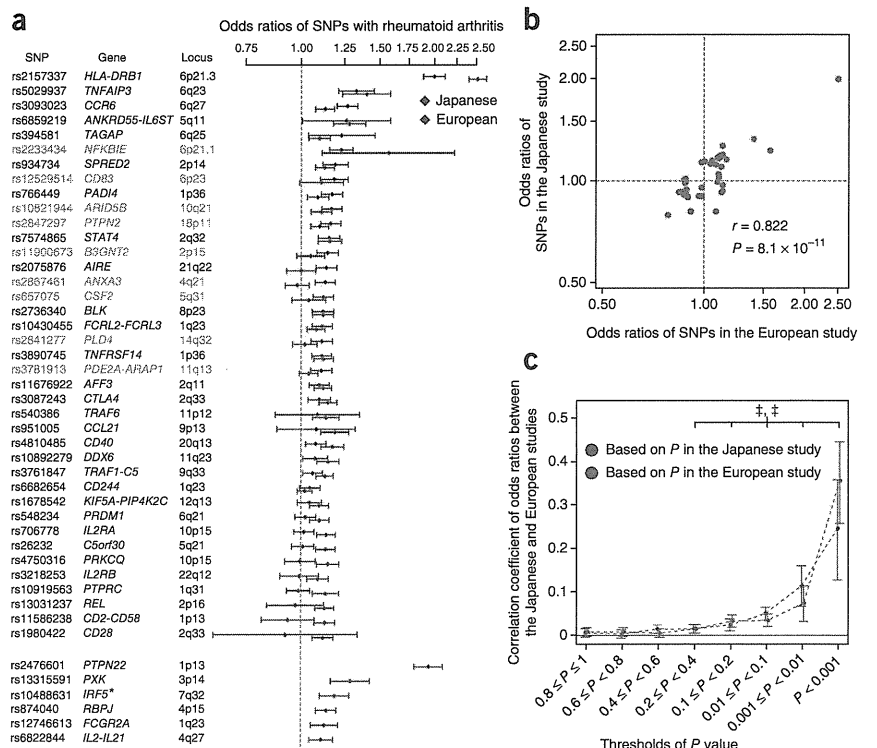 a
Odds ratios of SNPs with rheumatoid arthritis
0.75 1.00 1.25 1.50 1.75 2.00 2.25 2.50
SNP Gene Locus
rs2157337 HLA-DRB1 6p21.3
rs5029937 TNFAIP3 6q23
rs3093023 CCR6 6q27
rs6859219 ANKRD55-IL6ST 5q11
rs394581 TAGAP 6q25
rs2233434 NFKBIE 6p21.1
rs934734 SPRED2 2p14
rs12529514 CD83 6p23
rs766449 PADI4 1p36
rs10821944 ARID5B 10q21
rs2847297 PTPN2 18p11
rs7574865 STAT4 2q32
rs11900673 B3GNT2 2p15
rs2075876 AIRE 21q22
rs2867461 ANXA3 4q21
rs657075 CSF2 5q31
rs2736340 BLK 8p23
rs10430455 FCRL2-FCRL3 1q23
rs2841277 PLD4 14q32
rs3890745 TNFRSF14 1p36
rs3781913 PDE2A-ARAP1 11q13
rs11676922 AFF3 2q11
rs3087243 CTLA4 2q33
rs540386 TRAF6 11p12
rs951005 CCL21 9p13
rs4810485 CD40 20q13
rs10892279 DDX6 11q23
rs3761847 TRAF1-C5 9q33
rs6682654 CD244 1q23
rs1678542 KIF5A-PIP4K2C 12q13
rs548234 PRDM1 6q21
rs706778 IL2RA 10p15
rs26232 C5orf30 5q21
rs4750316 PRKCQ 10p15
rs3218253 IL2RB 22q12
rs10919563 PTPRC 1q31
rs13031237 REL 2p16
rs11586238 CD2-CD58 1p13
rs1980422 CD28 2q33
rs2476601 PTPN22 1p13
rs13315591 PXK 3p14
rs10488631 IRF5* 7q32
rs874040 RBPJ 4p15
rs12746613 FCGR2A 1q23
rs6822844 IL2-IL21 4q27
Japanese
European
b
Odds ratios of
SNPs in the Japanese study
2.50
2.00
1.50
1.00
0.50
r = 0.822
P = 8.1 × 10⁻¹¹
0.50 1.00 1.50 2.00 2.50
Odds ratios of SNPs in the European study
c
Correlation coefficient of odds ratios between
the Japanese and European studies
0.5
0.4
0.3
0.2
0.1
0
‡, ‡
Based on P in the Japanese study
Based on P in the European study
0.8 ≤ P ≤ 1
0.6 ≤ P < 0.8
0.4 ≤ P < 0.6
0.2 ≤ P < 0.4
0.1 ≤ P < 0.2
0.01 ≤ P < 0.1
0.001 ≤ P < 0.01
P < 0.001
Thresholds of P value